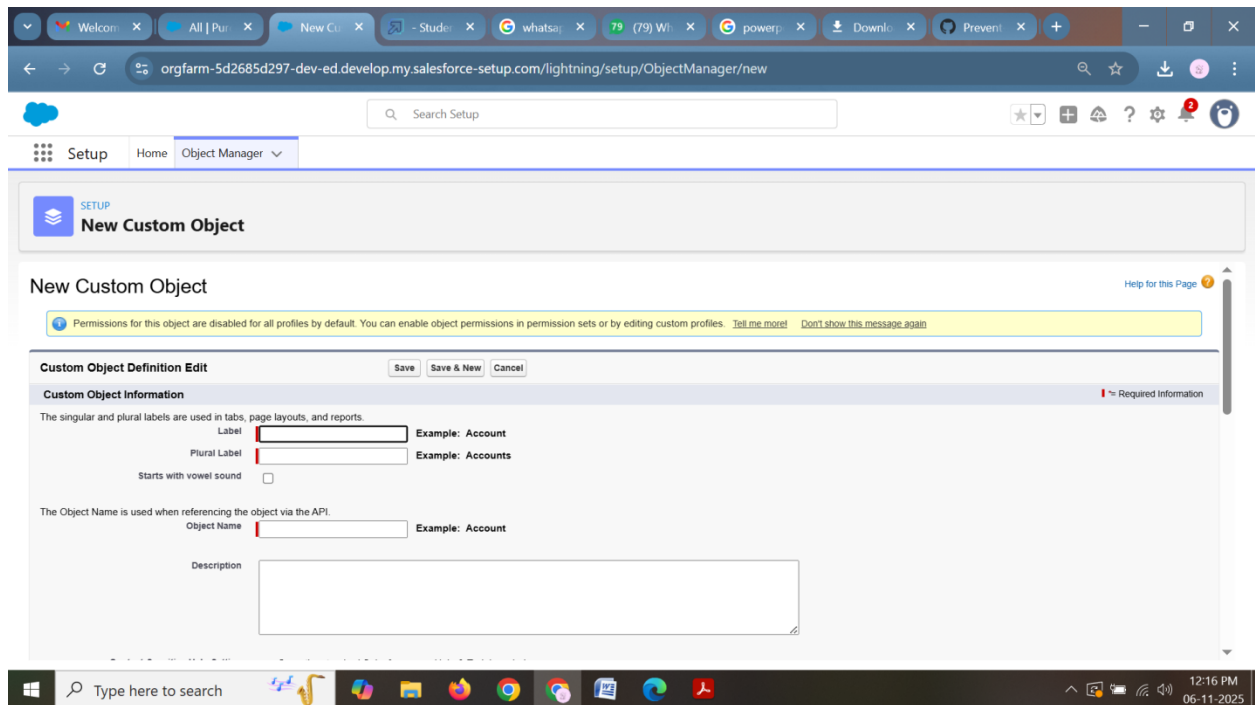 Welcom
All | Pur
New Cu
- Studer
whatsap
79 (79) Wh
powerp
Downlo
Prevent
orgfarm-5d2685d297-dev-ed.develop.my.salesforce-setup.com/lightning/setup/ObjectManager/new
Search Setup
2
Setup Home Object Manager
SETUP
New Custom Object
New Custom Object
Help for this Page
Permissions for this object are disabled for all profiles by default. You can enable object permissions in permission sets or by editing custom profiles. Tell me more! Don't show this message again
Custom Object Definition Edit Save Save & New Cancel
Custom Object Information = Required Information
The singular and plural labels are used in tabs, page layouts, and reports.
Label Example: Account
Plural Label Example: Accounts
Starts with vowel sound
The Object Name is used when referencing the object via the API.
Object Name Example: Account
Description
Type here to search
12:16 PM
06-11-2025